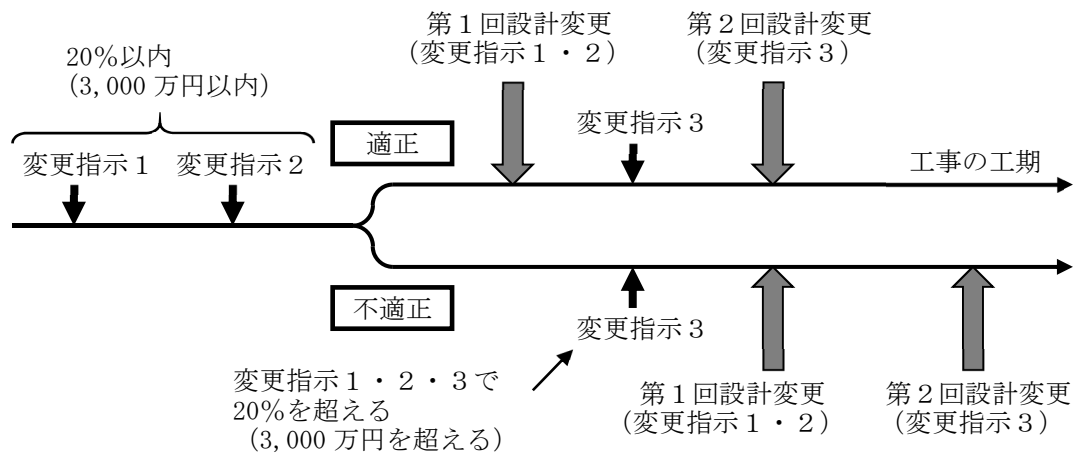 20％以内
（3,000 万円以内）
変更指示１
変更指示２
適正
第１回設計変更
（変更指示１・２）
変更指示３
第２回設計変更
（変更指示３）
工事の工期
不適正
変更指示３
変更指示１・２・３で
20％を超える
（3,000 万円を超える）
第１回設計変更
（変更指示１・２）
第２回設計変更
（変更指示３）